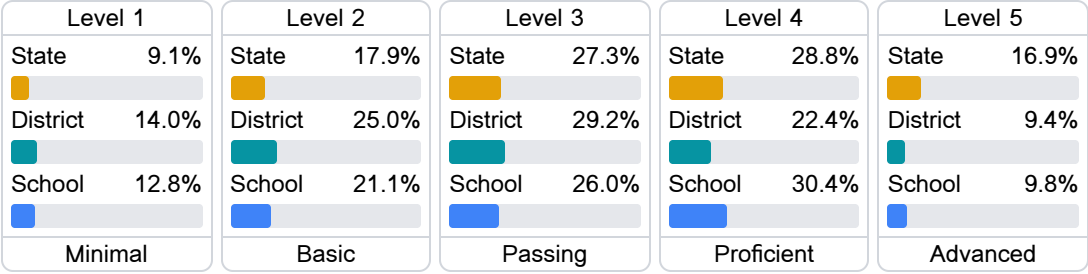 Level 1
State 9.1%
District 14.0%
School 12.8%
Minimal
Level 2
State 17.9%
District 25.0%
School 21.1%
Basic
Level 3
State 27.3%
District 29.2%
School 26.0%
Passing
Level 4
State 28.8%
District 22.4%
School 30.4%
Proficient
Level 5
State 16.9%
District 9.4%
School 9.8%
Advanced